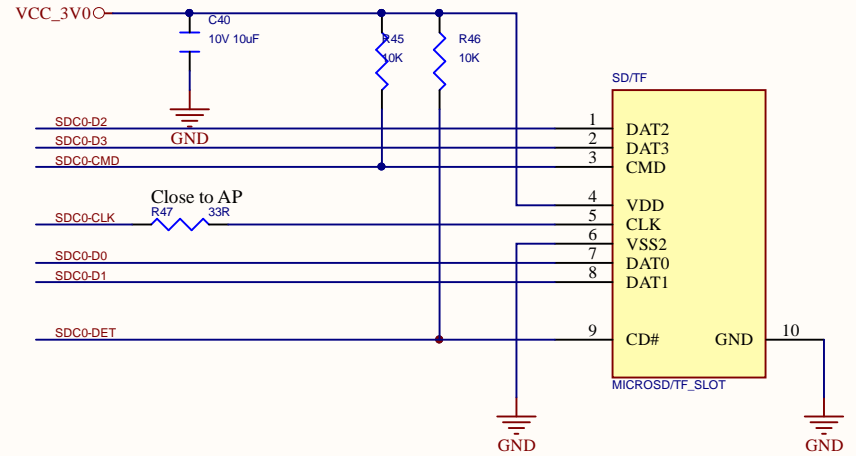 VCC_3V0
C40
10V 10uF
R45
10K
R46
10K
GND
SD/TF
SDC0-D2
1 DAT2
SDC0-D3
2 DAT3
SDC0-CMD
3 CMD
Close to AP
R47 33R
4 VDD
SDC0-CLK
5 CLK
6 VSS2
SDC0-D0
7 DAT0
SDC0-D1
8 DAT1
SDC0-DET
9 CD# GND 10
MICROSD/TF_SLOT
GND
GND